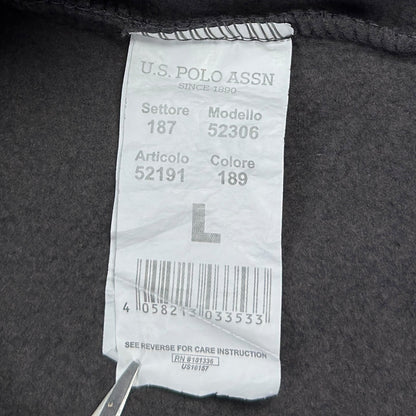 U.S. POLO ASSN
SINCE 1890
Settore Modello
187 52306
Articolo Colore
52191 189
L
4 058213 033533
SEE REVERSE FOR CARE INSTRUCTION
RN #101336
US16187